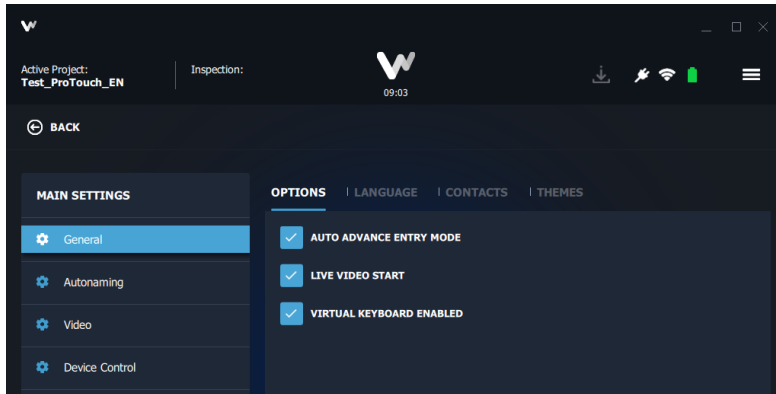 Active Project:
Test_ProTouch_EN
Inspection:
09:03
BACK
MAIN SETTINGS
General
Autonaming
Video
Device Control
OPTIONS
LANGUAGE
CONTACTS
THEMES
AUTO ADVANCE ENTRY MODE
LIVE VIDEO START
VIRTUAL KEYBOARD ENABLED